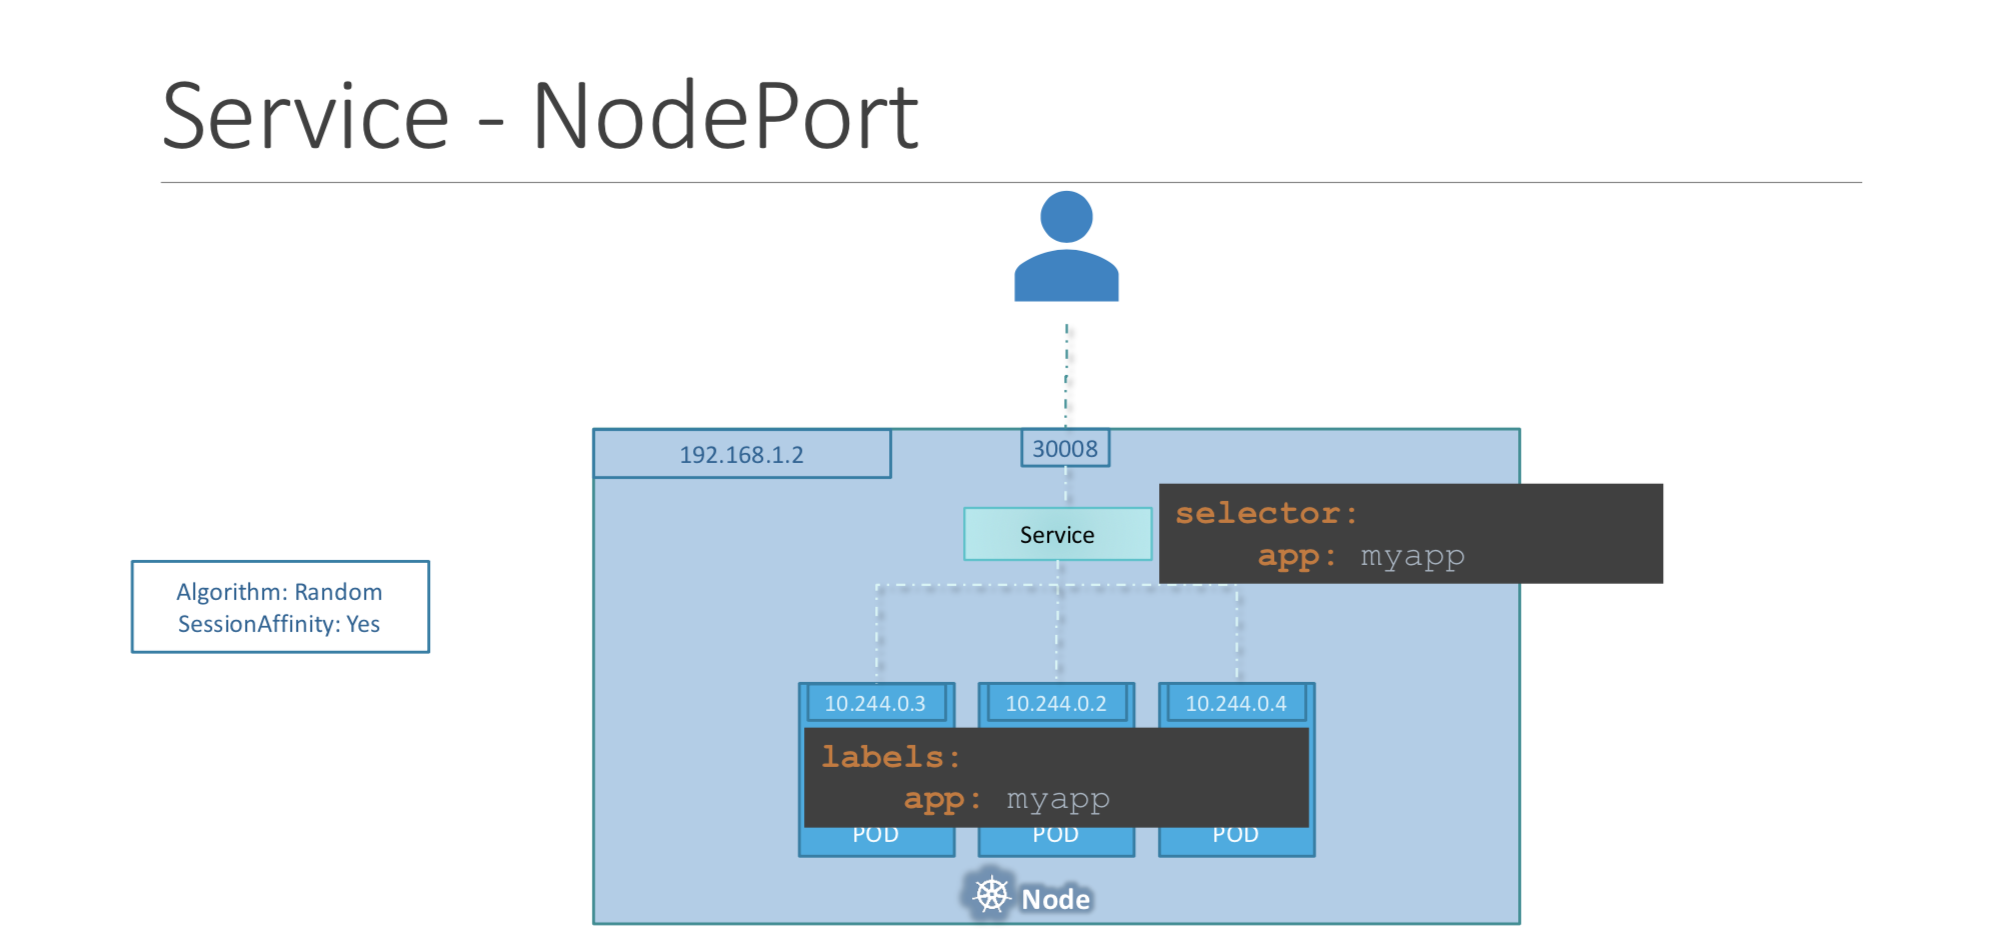 Service - NodePort
192.168.1.2
30008
Service
selector:
app: myapp
Algorithm: Random
SessionAffinity: Yes
10.244.0.3
10.244.0.2
10.244.0.4
labels:
app: myapp
POD
POD
POD
Node